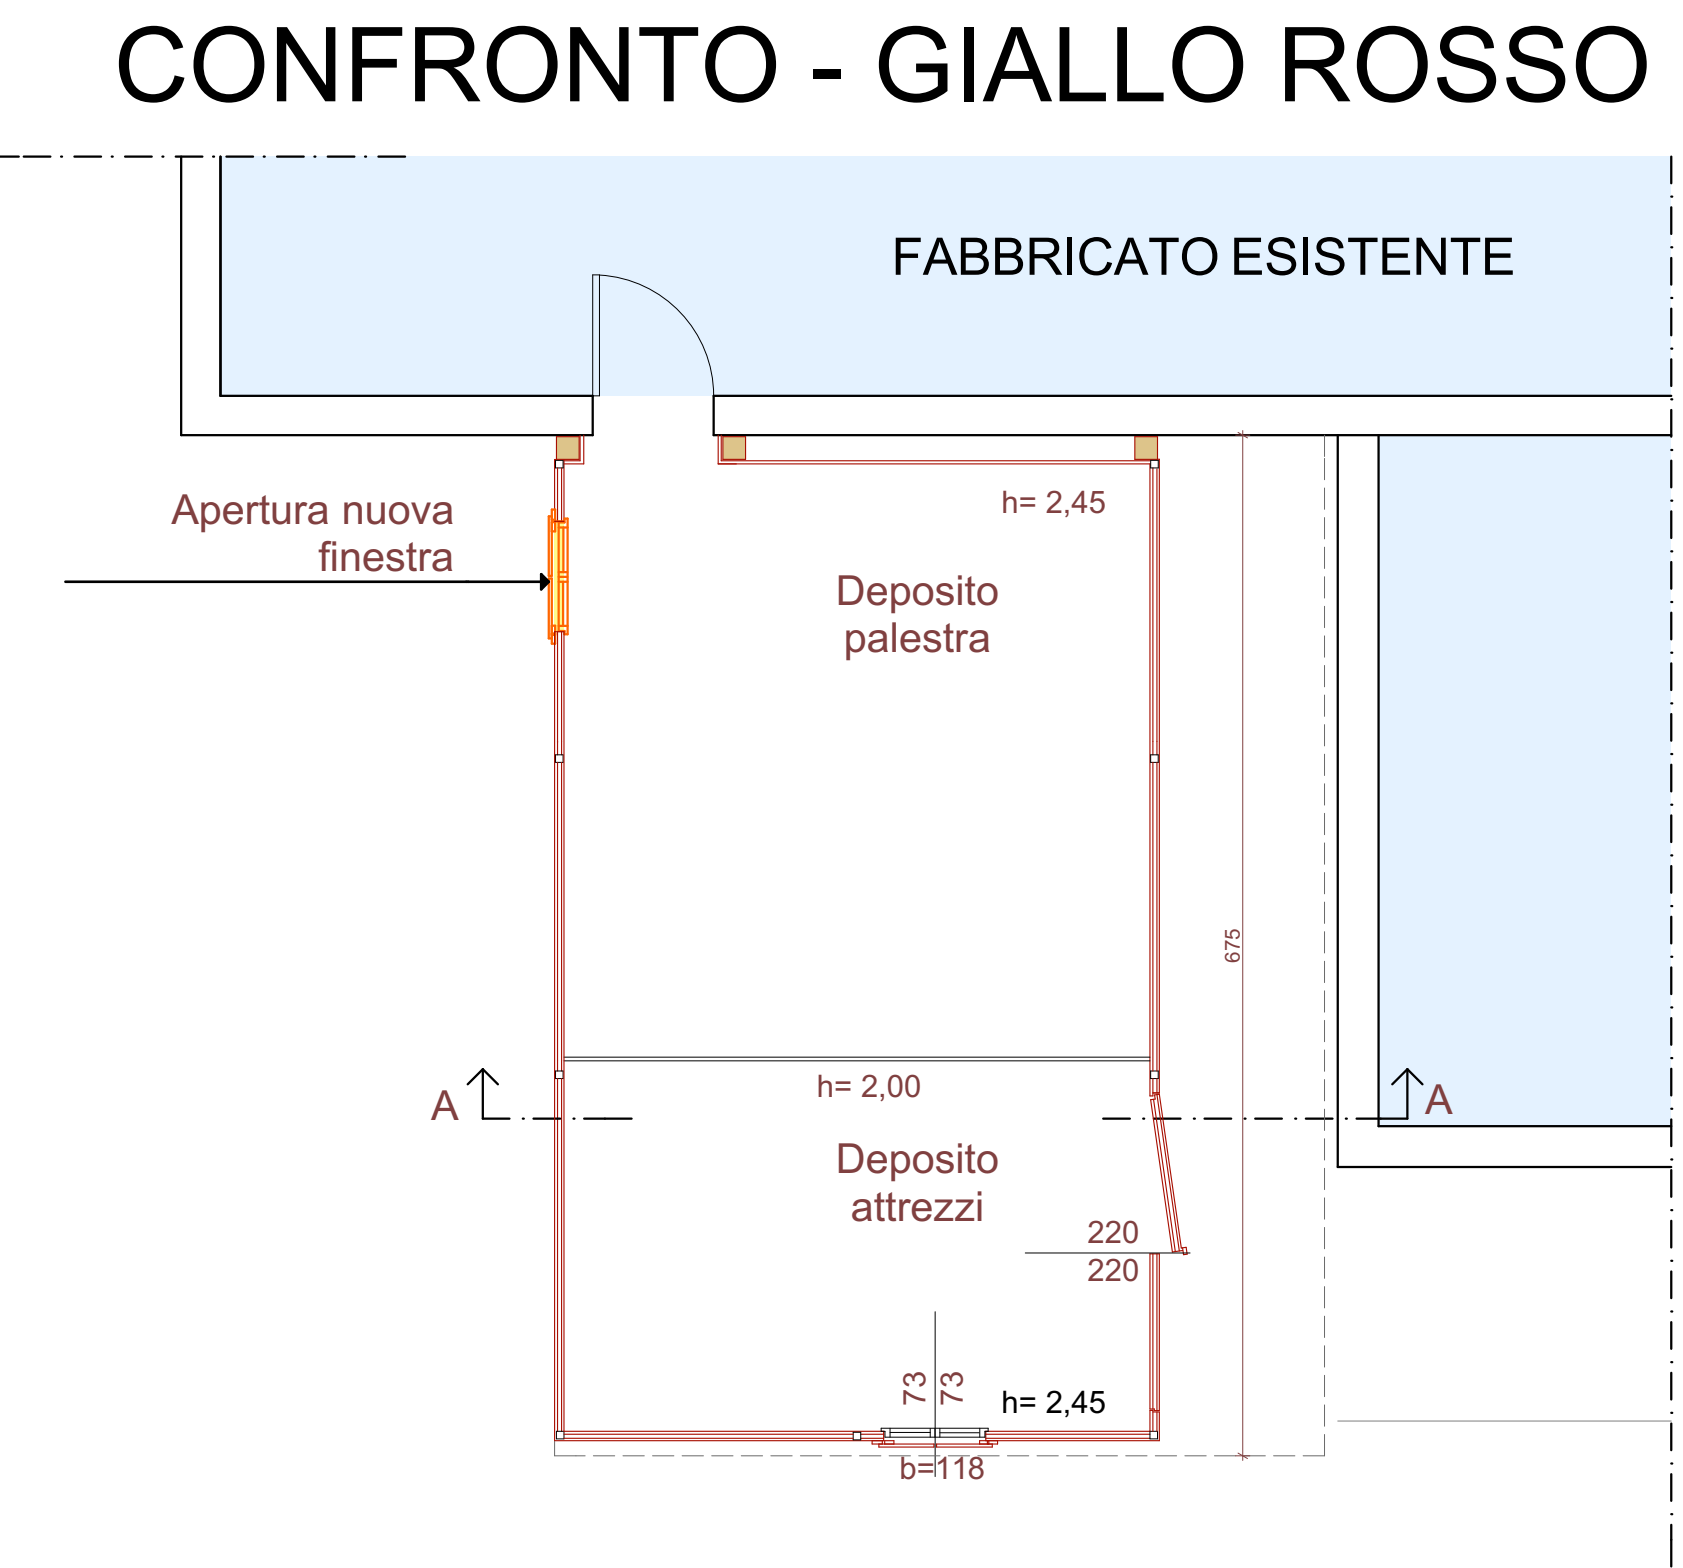 CONFRONTO - GIALLO ROSSO
FABBRICATO ESISTENTE
Apertura nuova
finestra
h= 2,45
Deposito
palestra
675
h= 2,00
A
A
Deposito
attrezzi
220
220
73
73
h= 2,45
b=118